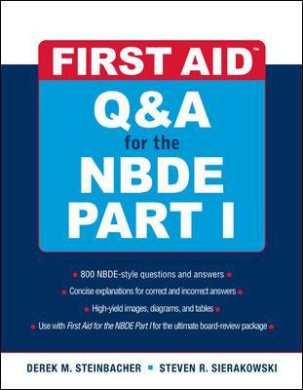 FIRST AID™
Q&A
for the
NBDE
PART I
▪ 800 NBDE-style questions and answers ▪
▪ Concise explanations for correct and incorrect answers ▪
▪ High-yield images, diagrams, and tables ▪
▪ Use with First Aid for the NBDE Part I for the ultimate board-review package ▪
DEREK M. STEINBACHER ▪ STEVEN R. SIERAKOWSKI